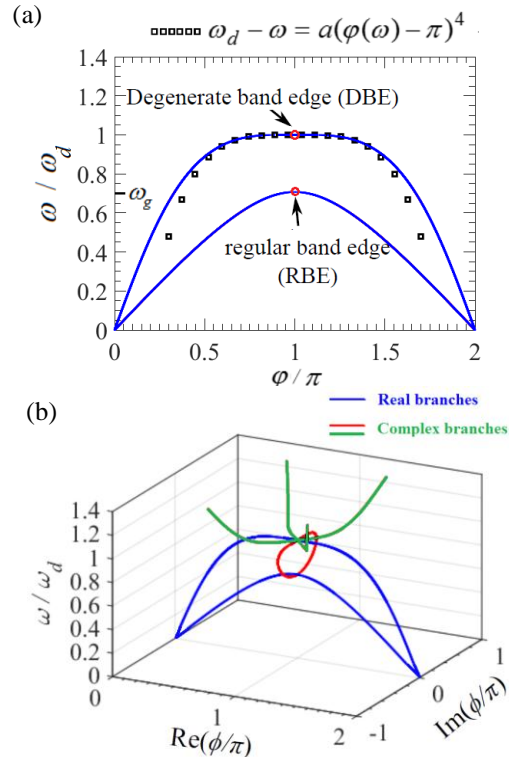 (a)
ω_d − ω = a(φ(ω) − π)^4
1.4
1.2
1
0.8
0.6
0.4
0.2
0
ω / ω_d
ω_g
Degenerate band edge (DBE)
regular band edge
(RBE)
0 0.5 1 1.5 2
φ/π
(b)
Real branches
Complex branches
1.4
1.2
1
0.8
0.6
0.4
0.2
0
ω / ω_d
0 1 2
Re(ϕ/π)
-1 0 1
Im(ϕ/π)